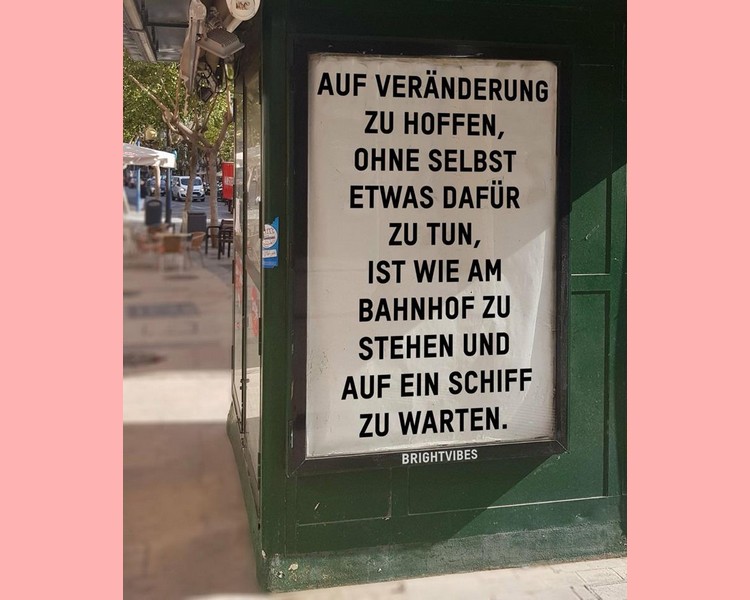 AUF VERÄNDERUNG
ZU HOFFEN,
OHNE SELBST
ETWAS DAFÜR
ZU TUN,
IST WIE AM
BAHNHOF ZU
STEHEN UND
AUF EIN SCHIFF
ZU WARTEN.
BRIGHTVIBES